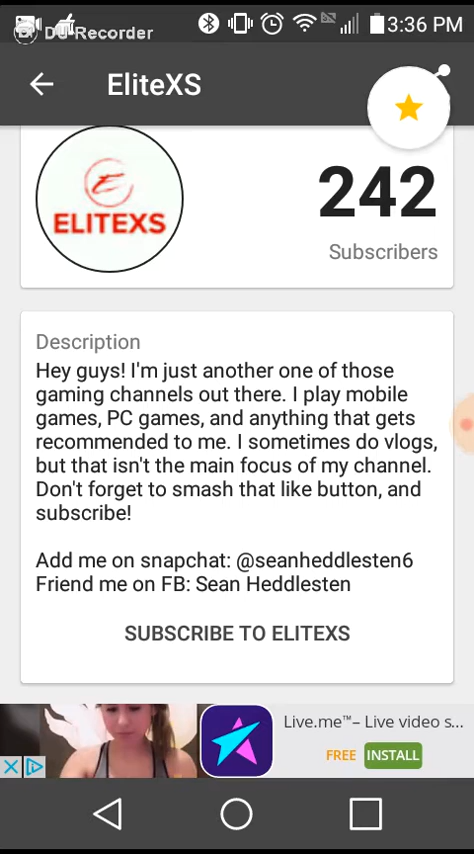 DU Recorder
3:36 PM
EliteXS
ELITEXS
242
Subscribers
Description
Hey guys! I'm just another one of those
gaming channels out there. I play mobile
games, PC games, and anything that gets
recommended to me. I sometimes do vlogs,
but that isn't the main focus of my channel.
Don't forget to smash that like button, and
subscribe!
Add me on snapchat: @seanheddlesten6
Friend me on FB: Sean Heddlesten
SUBSCRIBE TO ELITEXS
Live.me™– Live video s...
FREE INSTALL